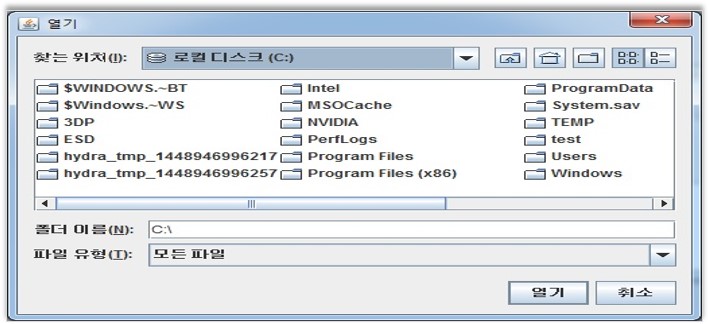 열기
찾는 위치(I): 로컬 디스크 (C:)
$WINDOWS.~BT Intel ProgramData
$Windows.~WS MSOCache System.sav
3DP NVIDIA TEMP
ESD PerfLogs test
hydra_tmp_1448946996217 Program Files Users
hydra_tmp_1448946996257 Program Files (x86) Windows
폴더 이름(N): C:\
파일 유형(T): 모든 파일
열기 취소